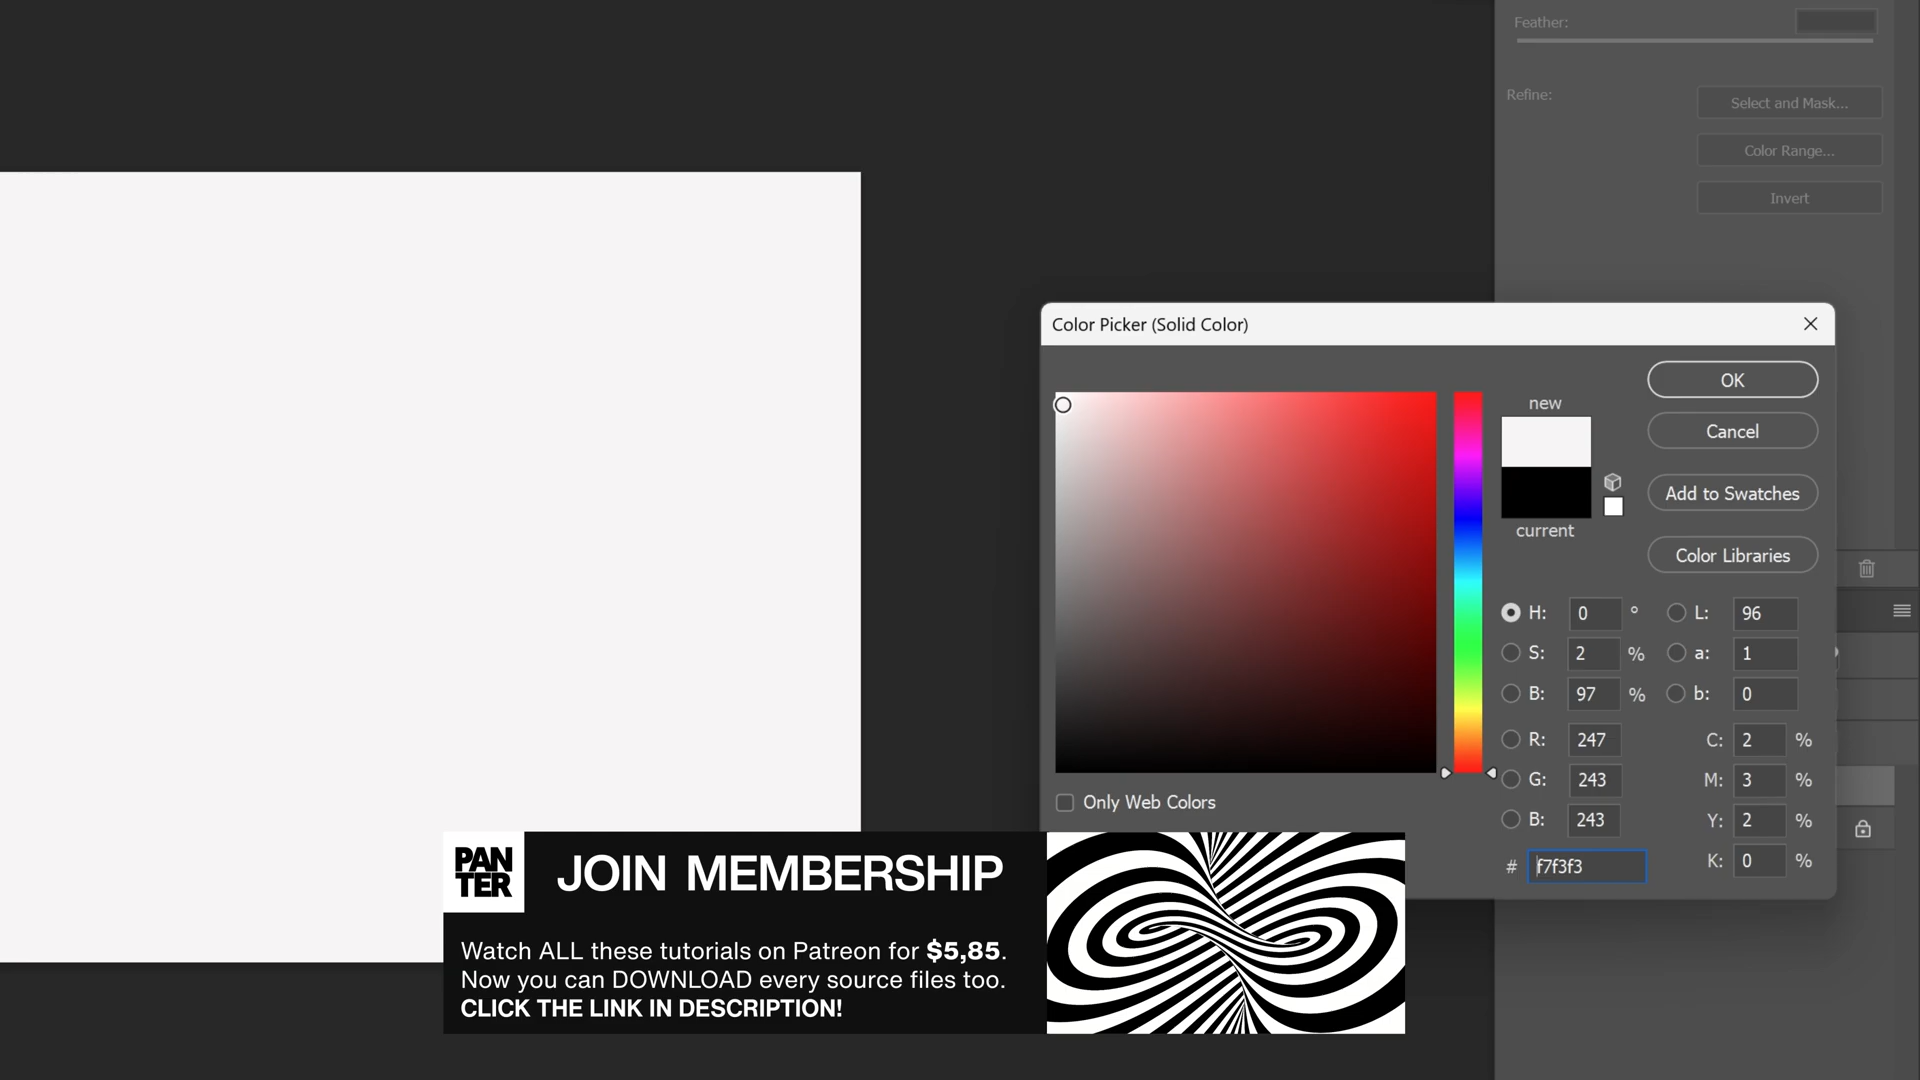 Feather:
Refine:
Select and Mask...
Color Range...
Invert
Color Picker (Solid Color)
OK
new
Cancel
Add to Swatches
current
Color Libraries
H: 0 °
L: 96
S: 2 %
a: 1
B: 97 %
b: 0
R: 247
C: 2 %
G: 243
M: 3 %
Only Web Colors
B: 243
Y: 2 %
# f7f3f3
K: 0 %
PAN
TER
JOIN MEMBERSHIP
Watch ALL these tutorials on Patreon for $5,85.
Now you can DOWNLOAD every source files too.
CLICK THE LINK IN DESCRIPTION!